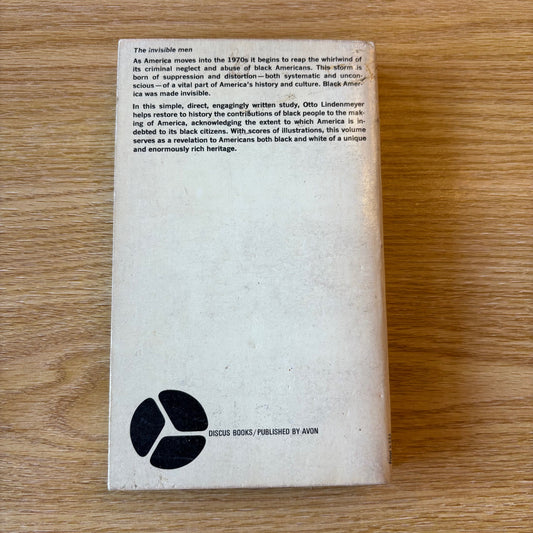 The invisible men
As America moves into the 1970s it begins to reap the whirlwind of
its criminal neglect and abuse of black Americans. This storm is
born of suppression and distortion—both systematic and uncon-
scious—of a vital part of America's history and culture. Black Amer-
ica was made invisible.
In this simple, direct, engagingly written study, Otto Lindenmeyer
helps restore to history the contributions of black people to the mak-
ing of America, acknowledging the extent to which America is in-
debted to its black citizens. With scores of illustrations, this volume
serves as a revelation to Americans both black and white of a unique
and enormously rich heritage.
DISCUS BOOKS/PUBLISHED BY AVON